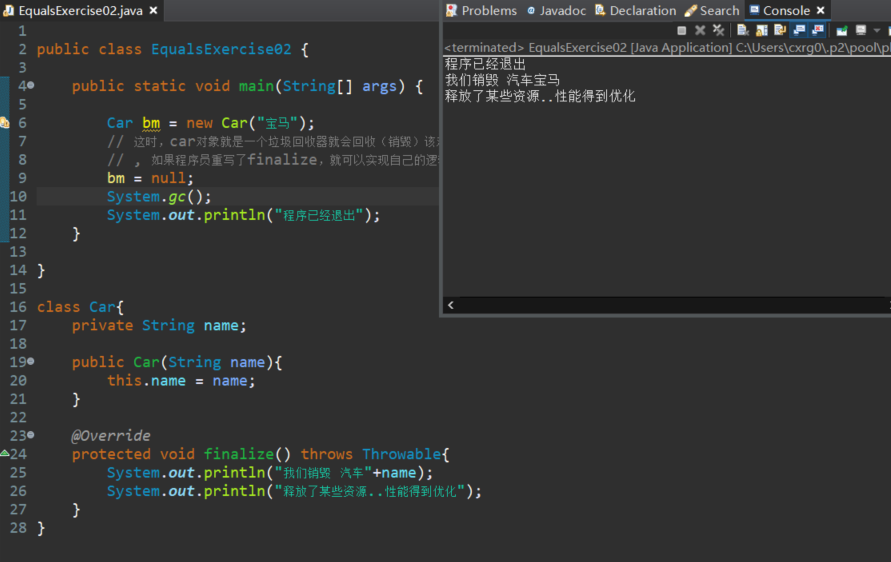 EqualsExercise02.java
1
2 public class EqualsExercise02 {
3
4 public static void main(String[] args) {
5
6 Car bm = new Car("宝马");
7 // 这时，car对象就是一个垃圾回收器就会回收（销毁）该
8 // , 如果程序员重写了finalize，就可以实现自己的逻
9 bm = null;
10 System.gc();
11 System.out.println("程序已经退出");
12 }
13
14 }
15
16 class Car{
17 private String name;
18
19 public Car(String name){
20 this.name = name;
21 }
22
23 @Override
24 protected void finalize() throws Throwable{
25 System.out.println("我们销毁 汽车"+name);
26 System.out.println("释放了某些资源..性能得到优化");
27 }
28 }
Problems Javadoc Declaration Search Console
<terminated> EqualsExercise02 [Java Application] C:\Users\cxrg0\.p2\pool\pl
程序已经退出
我们销毁 汽车宝马
释放了某些资源..性能得到优化